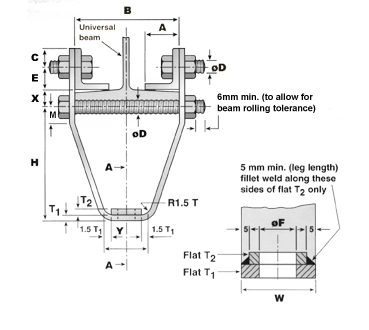 B
Universal
beam
A
C
E
X
M
H
øD
øD
6mm min. (to allow for
beam rolling tolerance)
A
T2
T1
R1.5 T
1.5 T1
Y
1.5 T1
A
5 mm min. (leg length)
fillet weld along these
sides of flat T2 only
øF
5
5
Flat T2
Flat T1
W